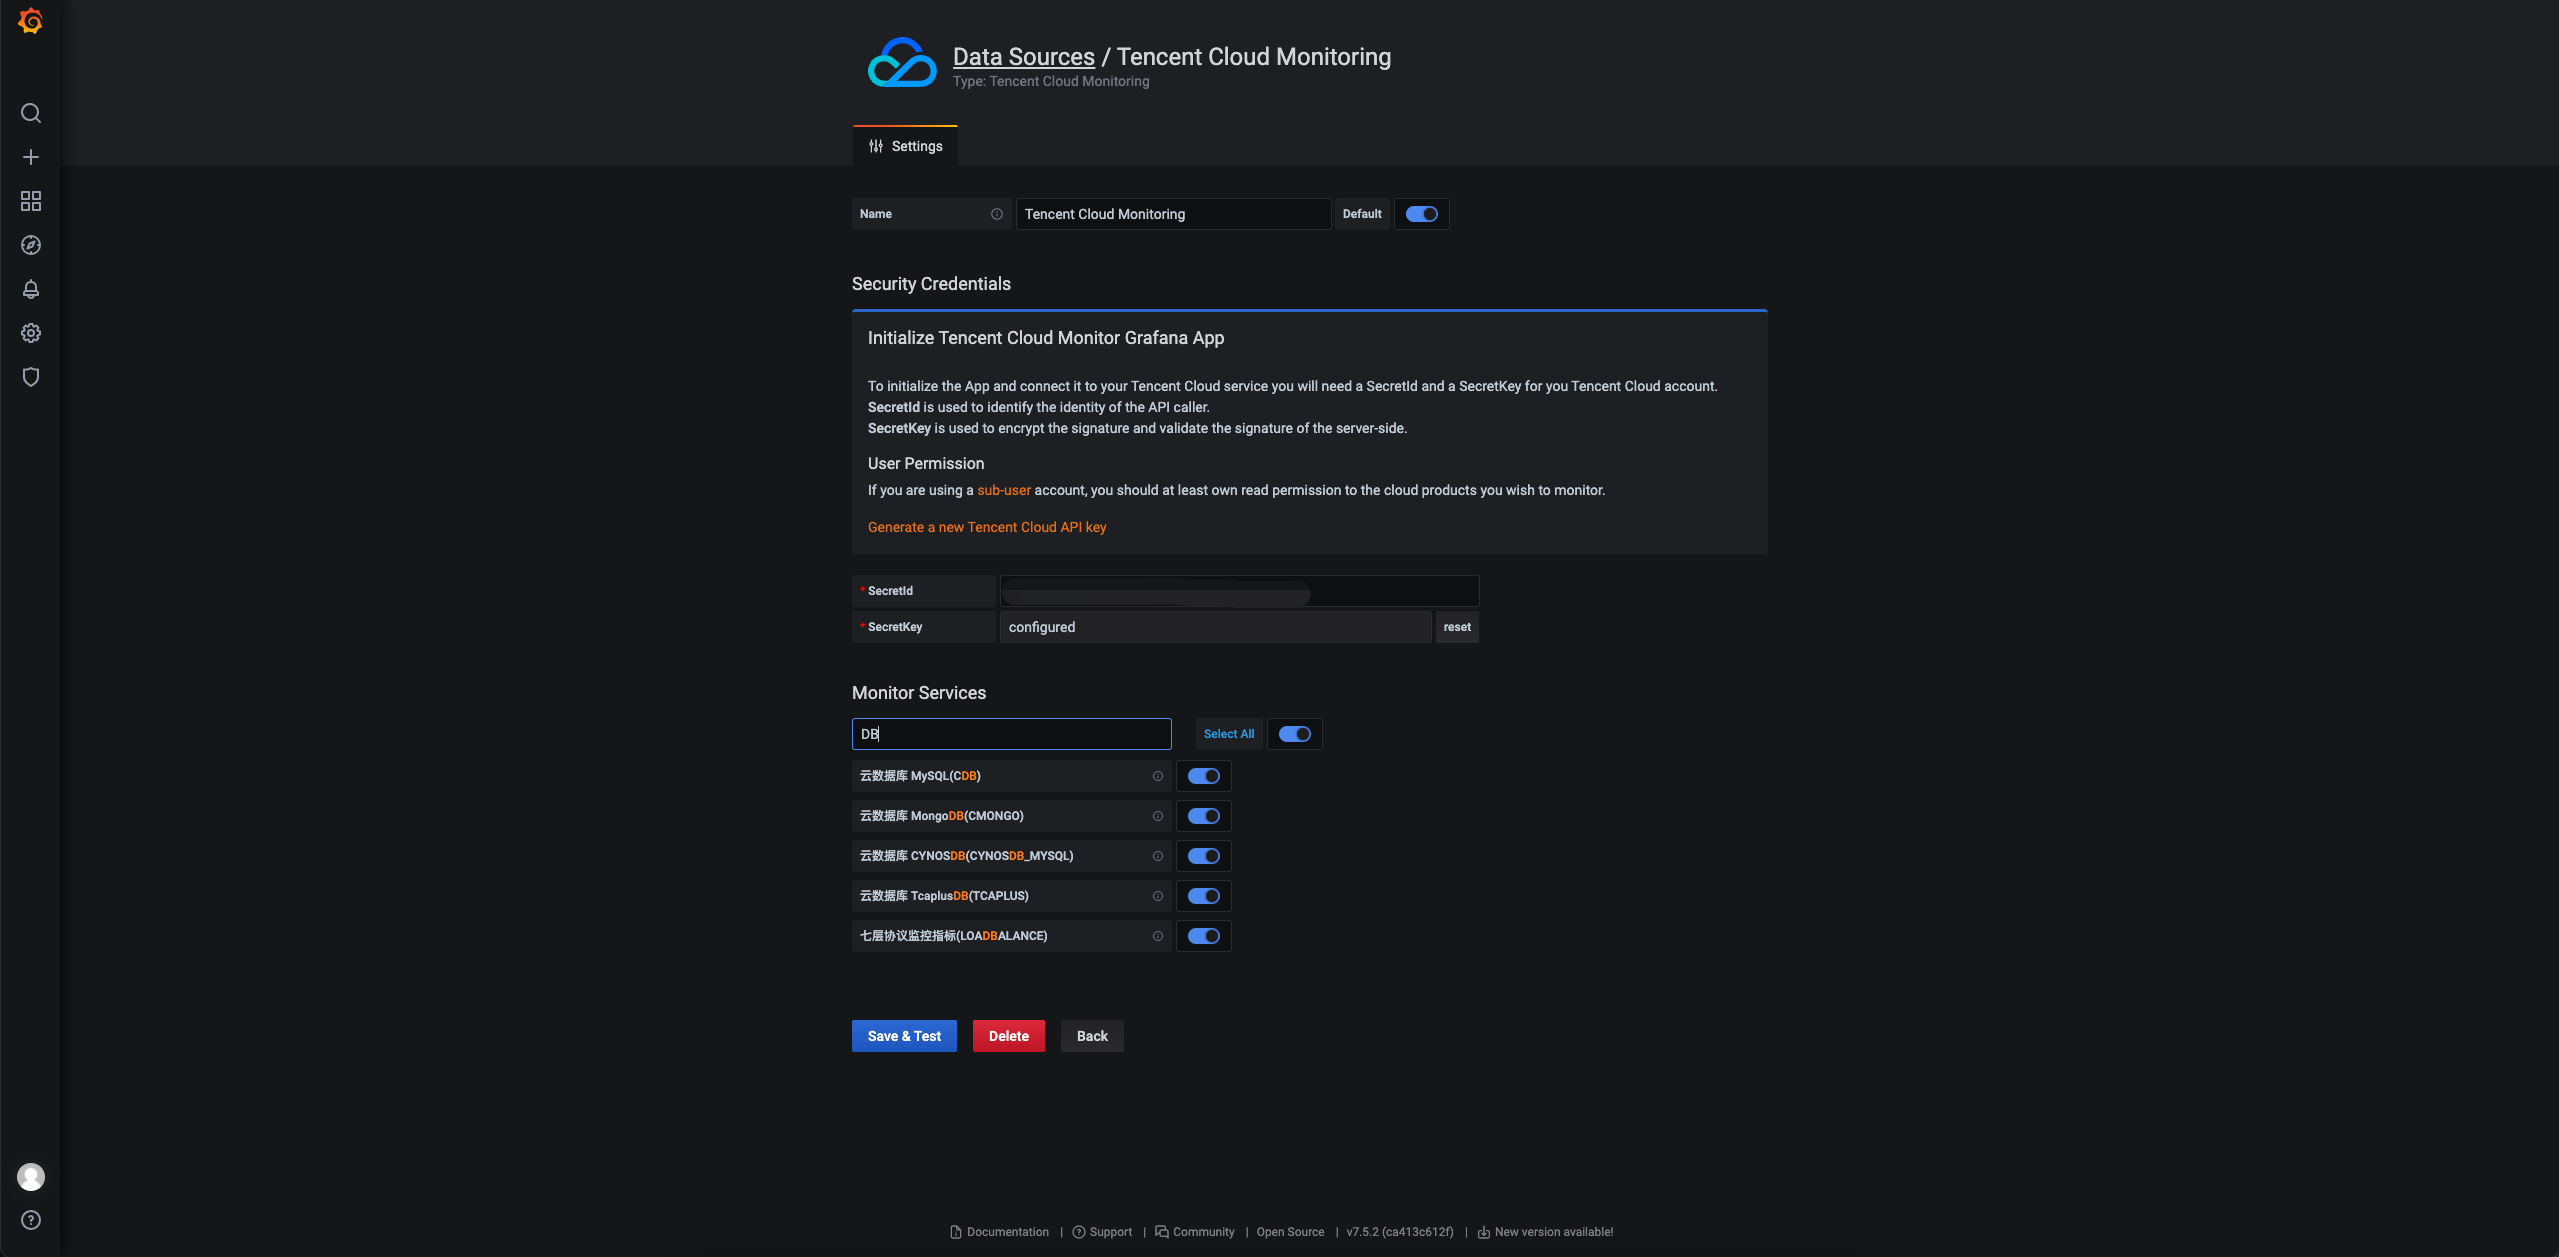 Data Sources / Tencent Cloud Monitoring
Type: Tencent Cloud Monitoring
Settings
Name
Tencent Cloud Monitoring
Default
Security Credentials
Initialize Tencent Cloud Monitor Grafana App
To initialize the App and connect it to your Tencent Cloud service you will need a SecretId and a SecretKey for you Tencent Cloud account.
SecretId is used to identify the identity of the API caller.
SecretKey is used to encrypt the signature and validate the signature of the server-side.
User Permission
If you are using a sub-user account, you should at least own read permission to the cloud products you wish to monitor.
Generate a new Tencent Cloud API key
* SecretId
* SecretKey
configured
reset
Monitor Services
DB
Select All
云数据库 MySQL(CDB)
云数据库 MongoDB(CMONGO)
云数据库 CYNOSDB(CYNOSDB_MYSQL)
云数据库 TcaplusDB(TCAPLUS)
七层协议监控指标(LOADBALANCE)
Save & Test
Delete
Back
Documentation | Support | Community | Open Source | v7.5.2 (ca413c612f) | New version available!